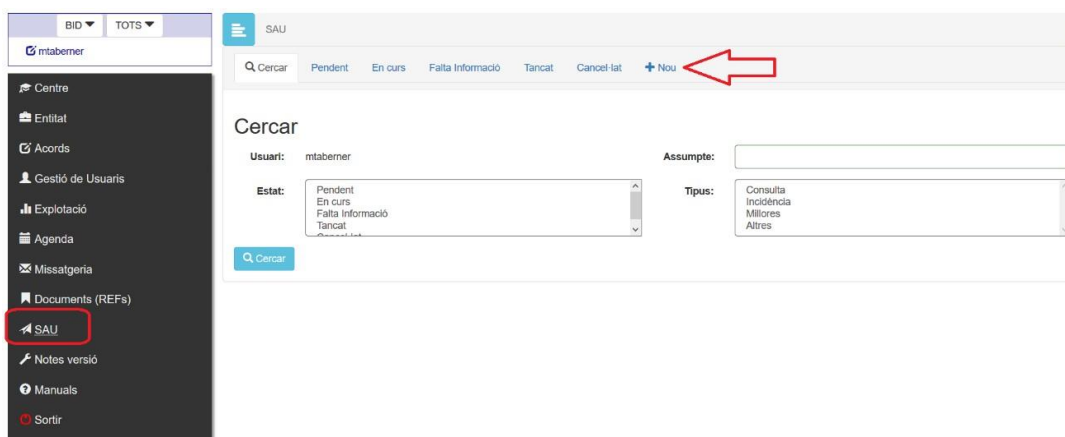 BID TOTS
mtaberner
Centre
Entitat
Acords
Gestió de Usuaris
Explotació
Agenda
Missatgeria
Documents (REFs)
SAU
Notes versió
Manuals
Sortir
SAU
Cercar Pendent En curs Falta Informació Tancat Cancel·lat + Nou
Cercar
Usuari: mtaberner Assumpte:
Estat: Pendent
En curs
Falta Informació
Tancat
Cancel·lat
Tipus: Consulta
Incidència
Millores
Altres
Cercar